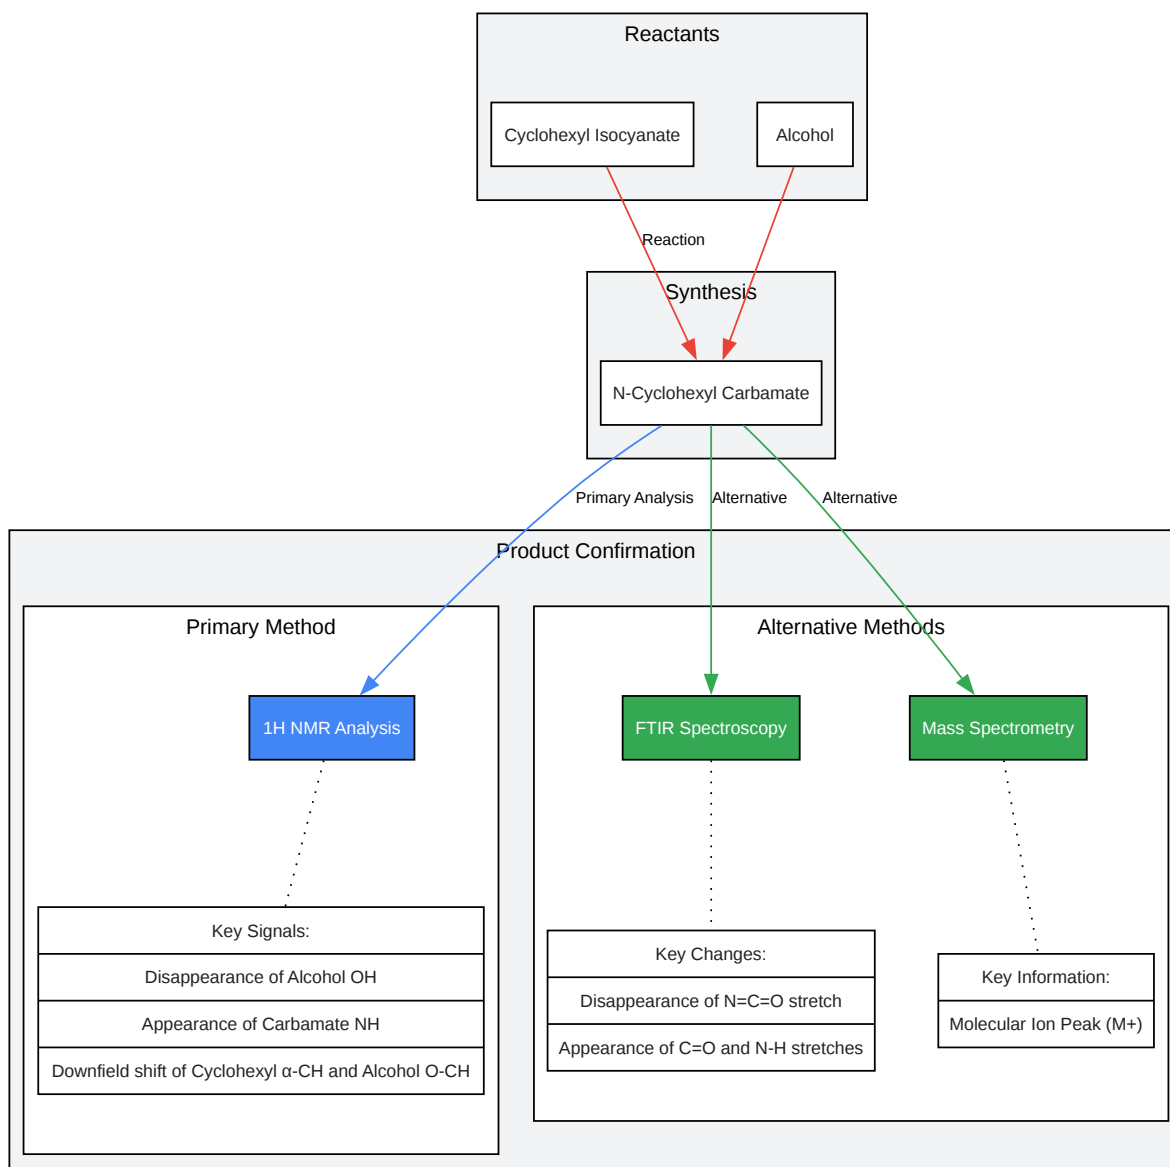 Reactants
Cyclohexyl Isocyanate
Alcohol
Reaction
Synthesis
N-Cyclohexyl Carbamate
Primary Analysis
Alternative
Alternative
Product Confirmation
Primary Method
Alternative Methods
1H NMR Analysis
FTIR Spectroscopy
Mass Spectrometry
Key Signals:
Disappearance of Alcohol OH
Appearance of Carbamate NH
Downfield shift of Cyclohexyl α-CH and Alcohol O-CH
Key Changes:
Disappearance of N=C=O stretch
Appearance of C=O and N-H stretches
Key Information:
Molecular Ion Peak (M+)